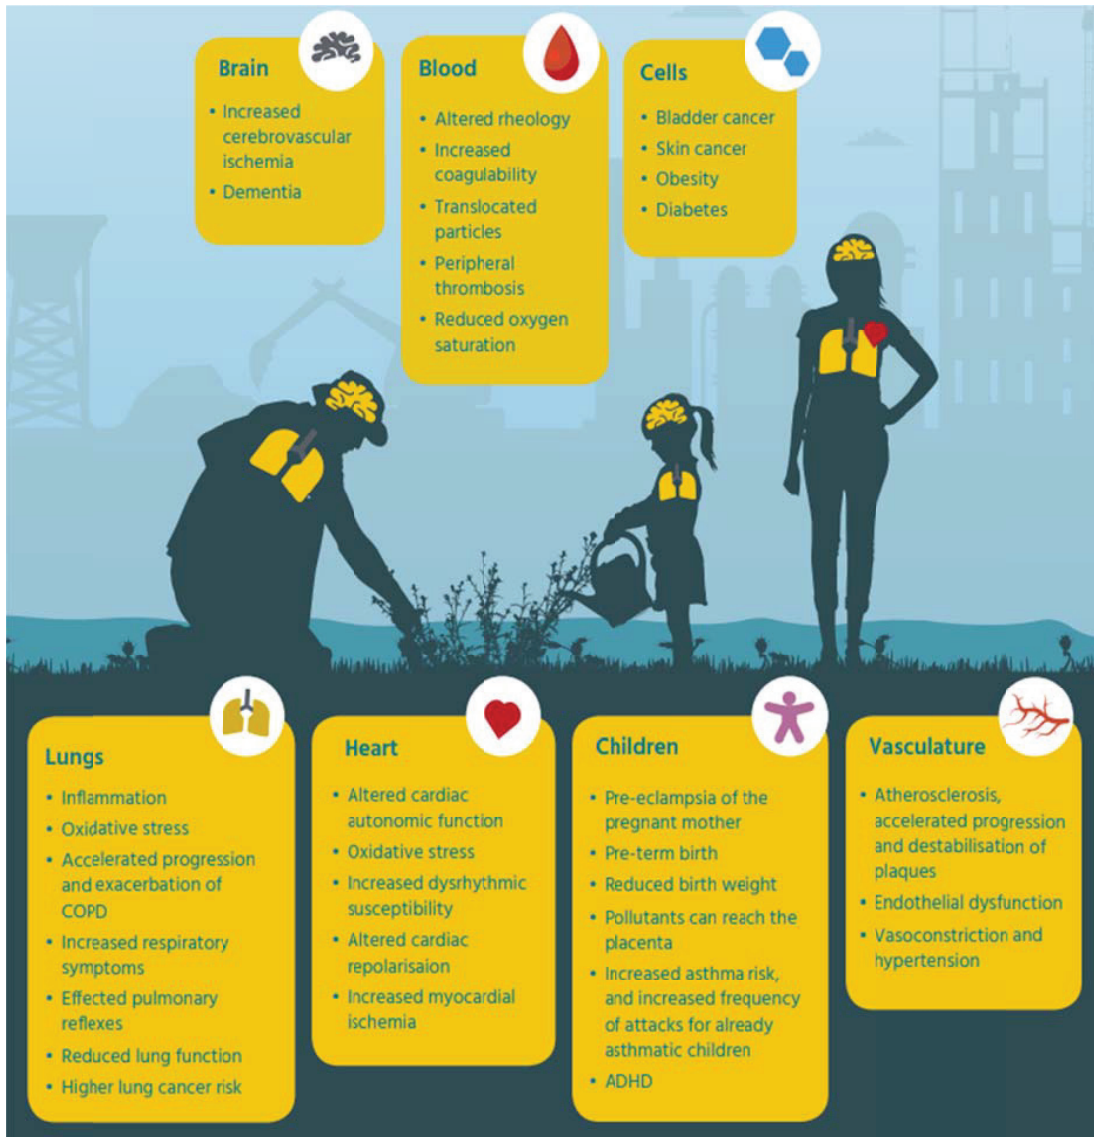 Brain
• Increased
cerebrovascular
ischemia
• Dementia
Blood
• Altered rheology
• Increased
coagulability
• Translocated
particles
• Peripheral
thrombosis
• Reduced oxygen
saturation
Cells
• Bladder cancer
• Skin cancer
• Obesity
• Diabetes
Lungs
• Inflammation
• Oxidative stress
• Accelerated progression
and exacerbation of
COPD
• Increased respiratory
symptoms
• Effected pulmonary
reflexes
• Reduced lung function
• Higher lung cancer risk
Heart
• Altered cardiac
autonomic function
• Oxidative stress
• Increased dysrhythmic
susceptibility
• Altered cardiac
repolarisaion
• Increased myocardial
ischemia
Children
• Pre-eclampsia of the
pregnant mother
• Pre-term birth
• Reduced birth weight
• Pollutants can reach the
placenta
• Increased asthma risk,
and increased frequency
of attacks for already
asthmatic children
• ADHD
Vasculature
• Atherosclerosis,
accelerated progression
and destabilisation of
plaques
• Endothelial dysfunction
• Vasoconstriction and
hypertension